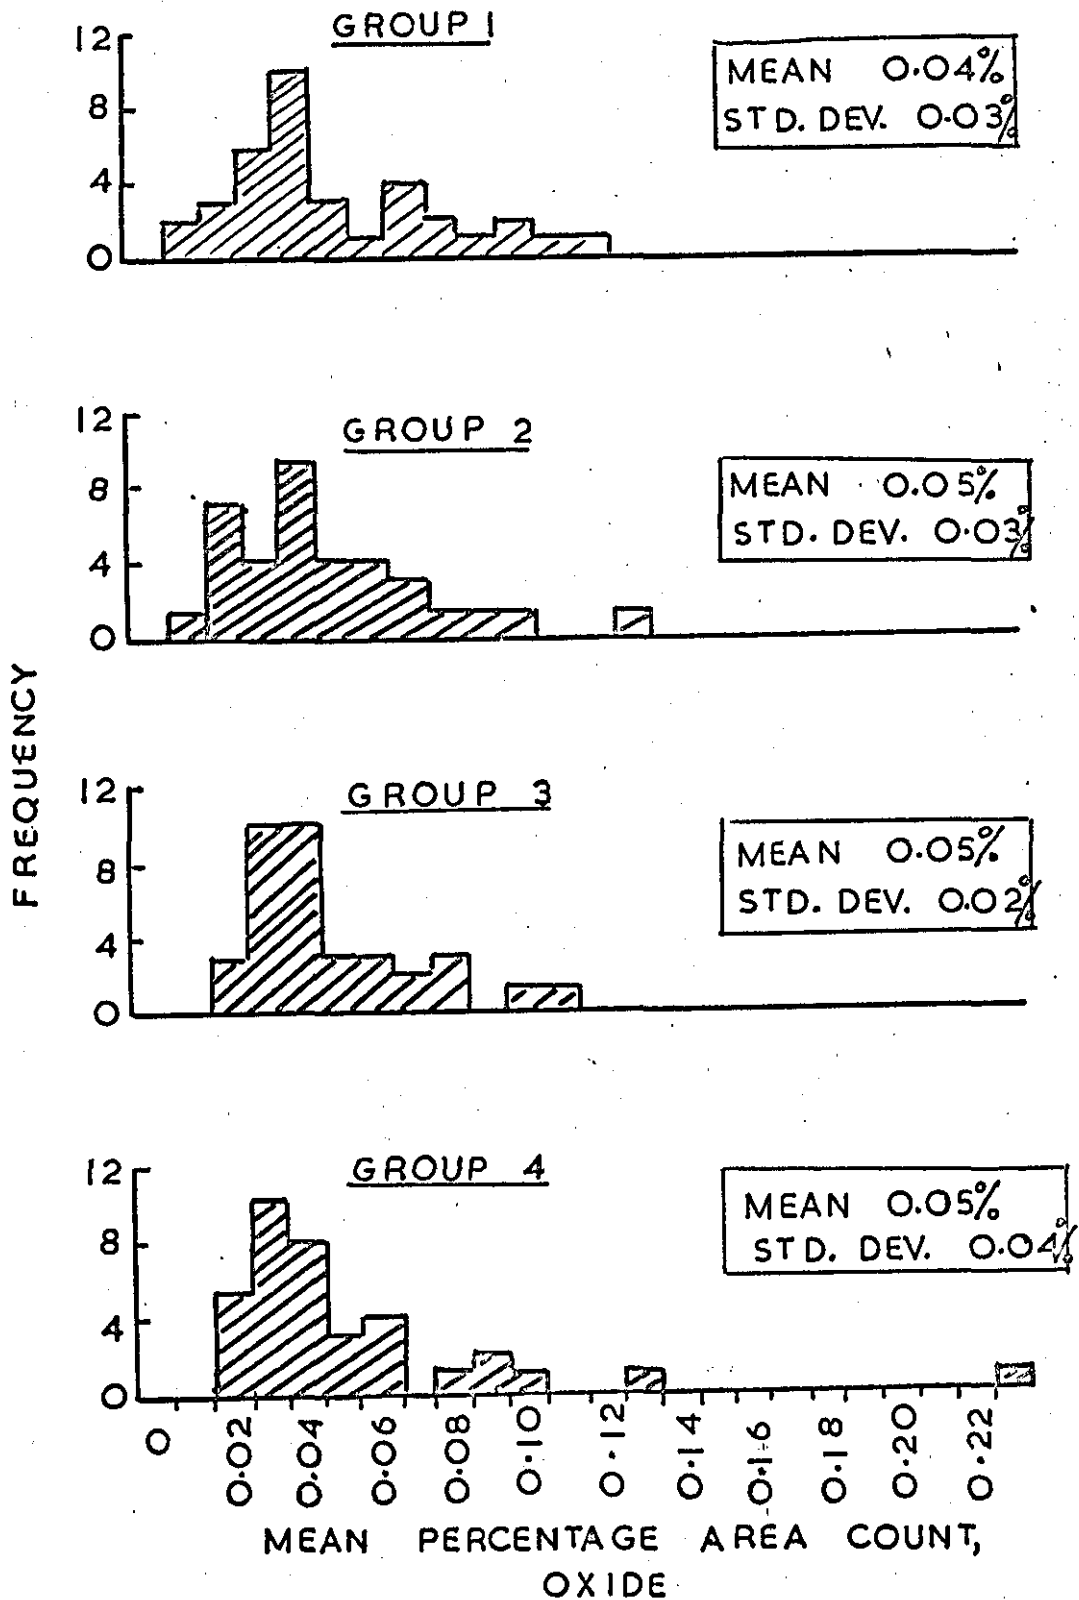 GROUP 1
12
8
4
0
MEAN 0.04%
STD. DEV. 0.03%
GROUP 2
12
8
4
0
MEAN 0.05%
STD. DEV. 0.03%
FREQUENCY
GROUP 3
12
8
4
0
MEAN 0.05%
STD. DEV. 0.02%
GROUP 4
12
8
4
0
MEAN 0.05%
STD. DEV. 0.04%
0 0.02 0.04 0.06 0.08 0.10 0.12 0.14 0.16 0.18 0.20 0.22
MEAN PERCENTAGE AREA COUNT,
OXIDE